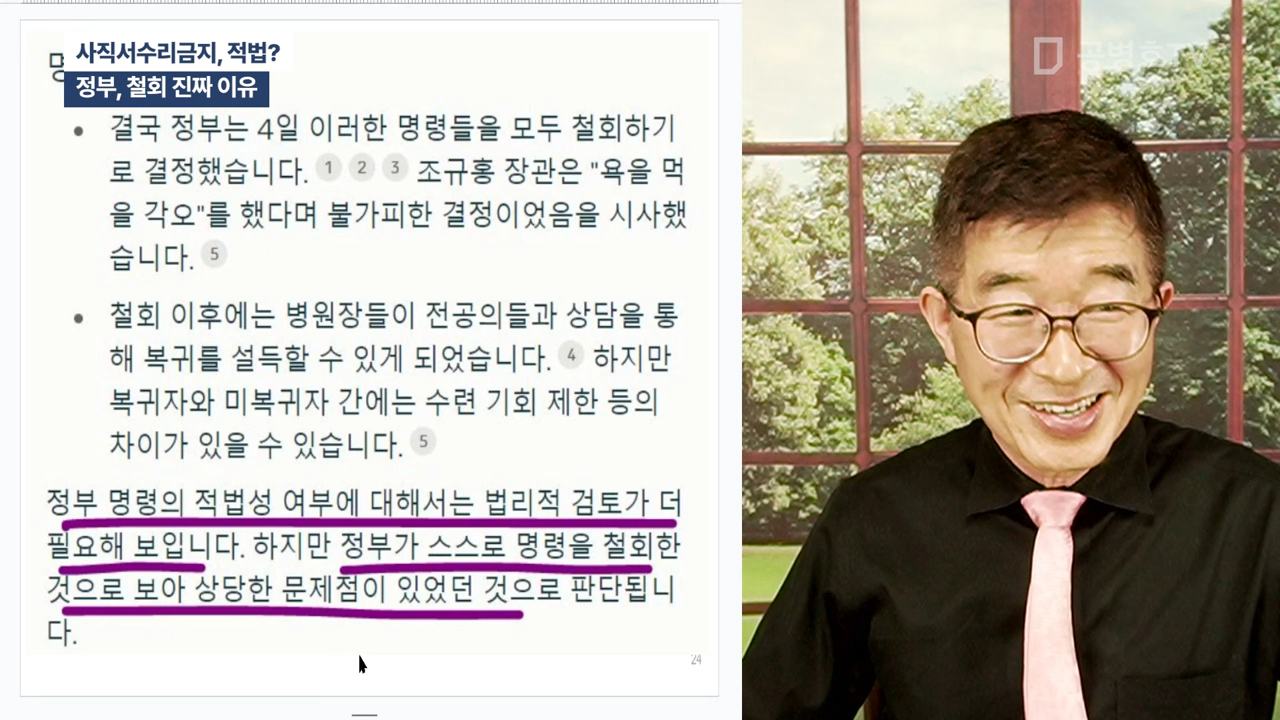 사직서수리금지, 적법?
정부, 철회 진짜 이유
• 결국 정부는 4일 이러한 명령들을 모두 철회하기
로 결정했습니다. 1 2 3 조규홍 장관은 "욕을 먹
을 각오"를 했다며 불가피한 결정이었음을 시사했
습니다. 5
• 철회 이후에는 병원장들이 전공의들과 상담을 통
해 복귀를 설득할 수 있게 되었습니다. 4 하지만
복귀자와 미복귀자 간에는 수련 기회 제한 등의
차이가 있을 수 있습니다. 5
정부 명령의 적법성 여부에 대해서는 법리적 검토가 더
필요해 보입니다. 하지만 정부가 스스로 명령을 철회한
것으로 보아 상당한 문제점이 있었던 것으로 판단됩니
다.
24
공병호TV